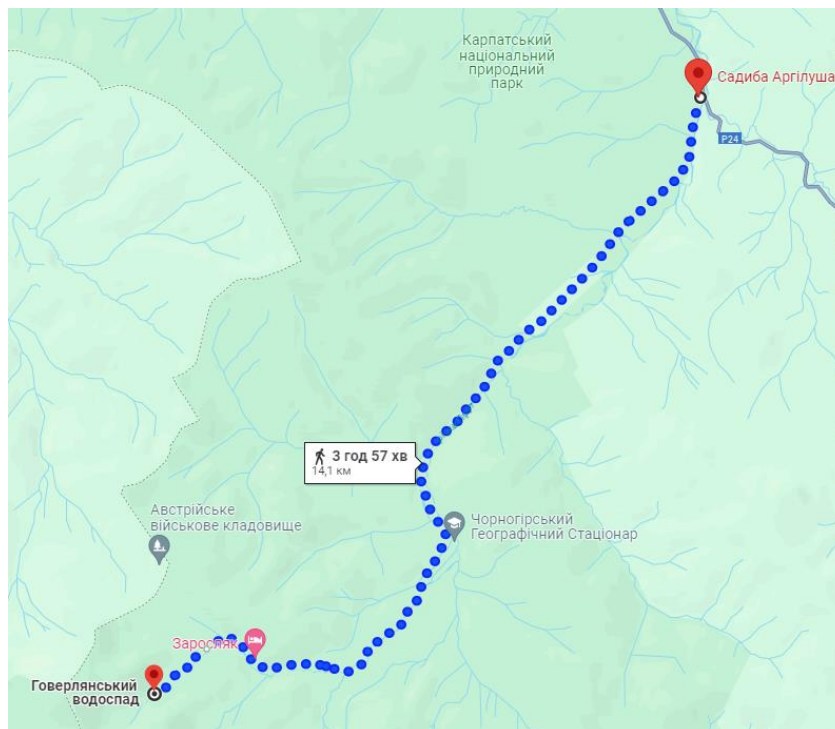 Карпатський
національний
природний
парк
Садиба Аргілуша
P24
3 год 57 хв
14,1 км
Австрійське
військове кладовище
Чорногірський
Географічний Стаціонар
Заросляк
Говерлянський
водоспад